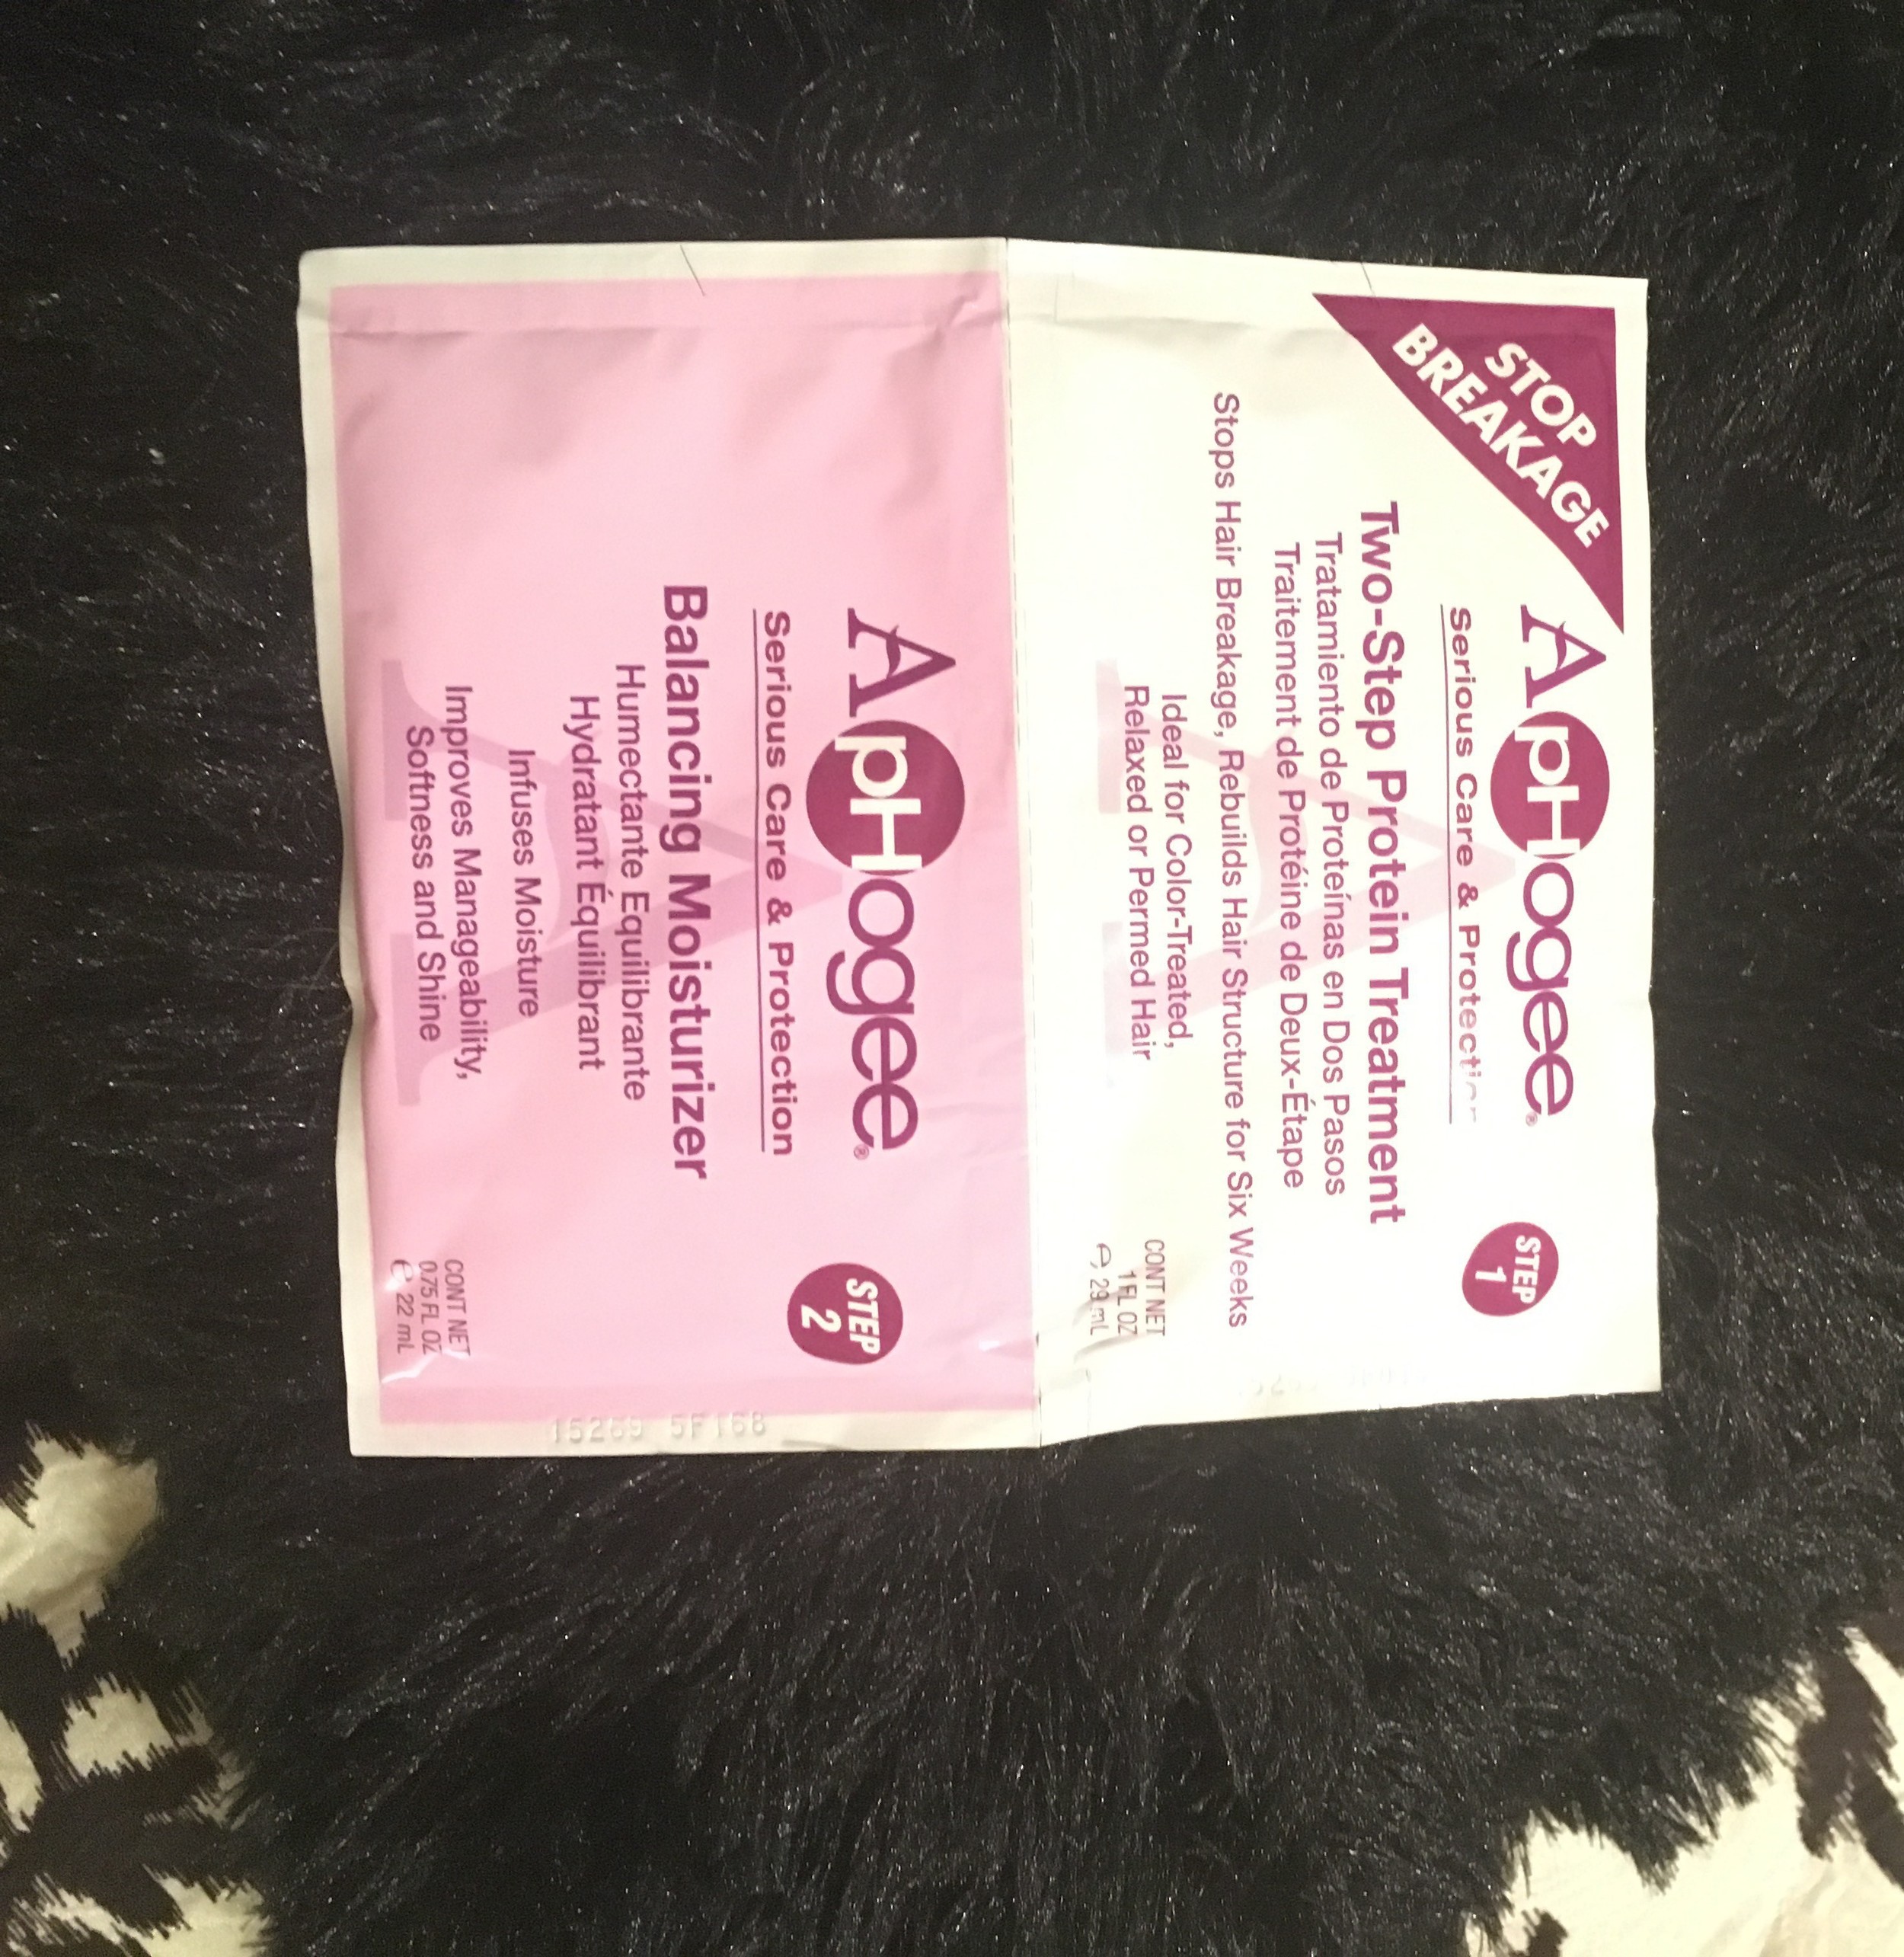 STOP
BREAKAGE
ApHogee®
Serious Care & Protection
STEP
1
Two-Step Protein Treatment
Tratamiento de Proteínas en Dos Pasos
Traitement de Protéine de Deux-Étape
Stops Hair Breakage, Rebuilds Hair Structure for Six Weeks
Ideal for Color-Treated,
Relaxed or Permed Hair
CONT NET
1 FL OZ
e 29 mL
ApHogee®
Serious Care & Protection
STEP
2
Balancing Moisturizer
Humectante Equilibrante
Hydratant Équilibrant
Infuses Moisture
Improves Manageability,
Softness and Shine
CONT NET
0.75 FL OZ
e 22 mL
15269 5F168